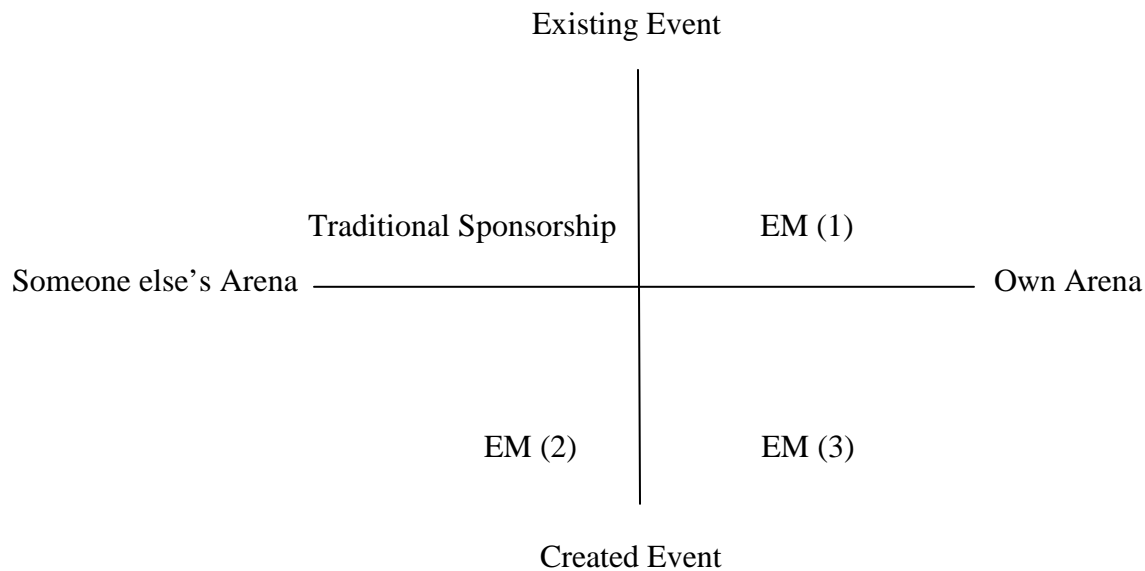 Existing Event
Traditional Sponsorship EM (1)
Someone else’s Arena Own Arena
EM (2) EM (3)
Created Event